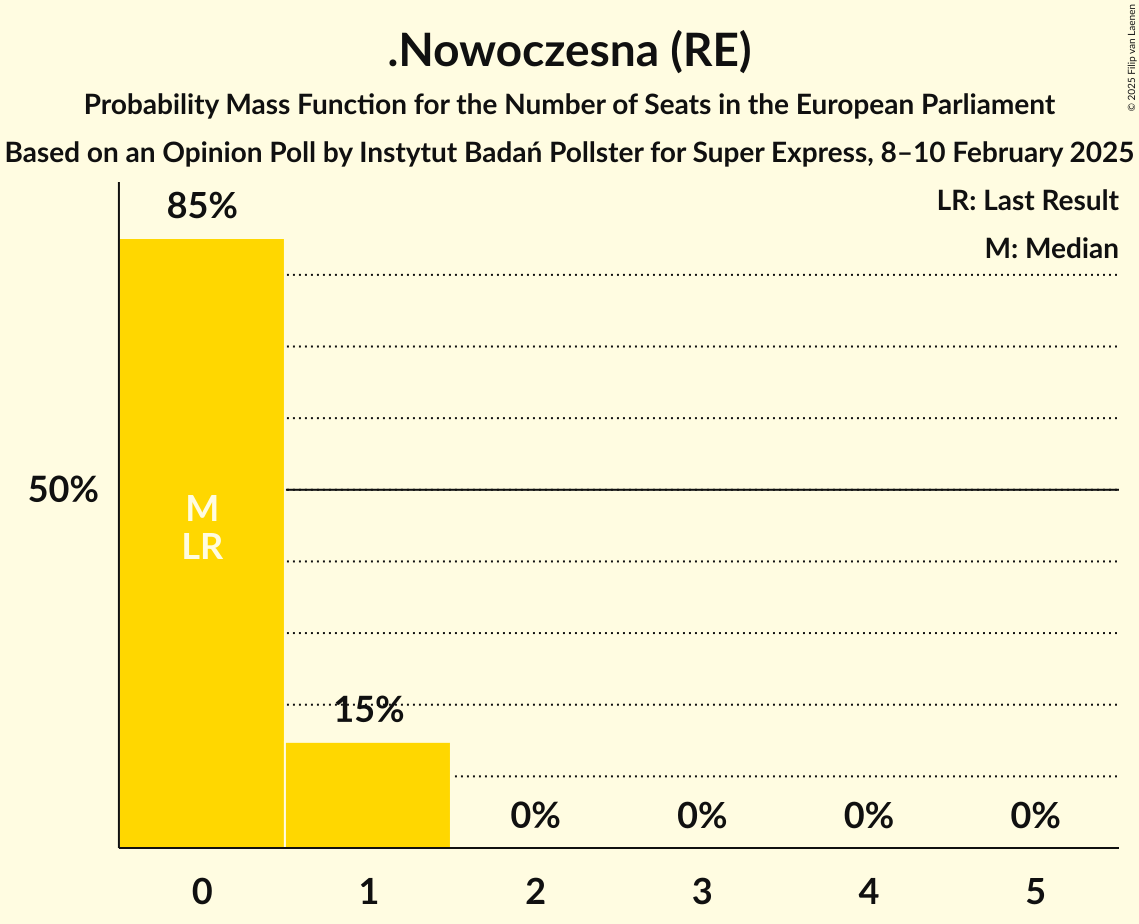 .Nowoczesna (RE)
Probability Mass Function for the Number of Seats in the European Parliament
Based on an Opinion Poll by Instytut Badań Pollster for Super Express, 8–10 February 2025
© 2025 Filip van Laenen
LR: Last Result
M: Median
85%
50%
M
LR
15%
0%
0%
0%
0%
0
1
2
3
4
5